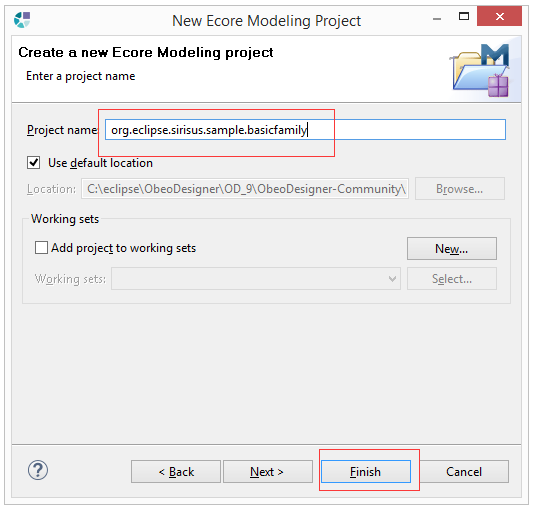 New Ecore Modeling Project
Create a new Ecore Modeling project
Enter a project name
Project name: org.eclipse.sirisus.sample.basicfamily
Use default location
Location: C:\eclipse\ObeoDesigner\OD_9\ObeoDesigner-Community\ Browse...
Working sets
Add project to working sets New...
Working sets: Select...
? < Back Next > Finish Cancel